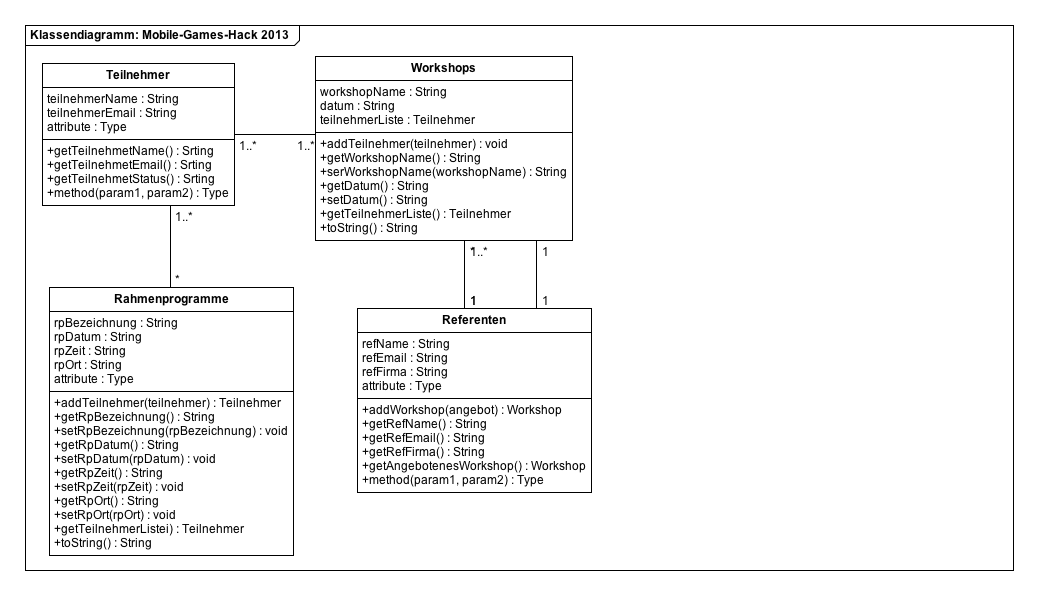 Klassendiagramm: Mobile-Games-Hack 2013
Teilnehmer
teilnehmerName : String
teilnehmerEmail : String
attribute : Type
+getTeilnehmetName() : Srting
+getTeilnehmetEmail() : Srting
+getTeilnehmetStatus() : Srting
+method(param1, param2) : Type
1..*
1..*
Workshops
workshopName : String
datum : String
teilnehmerListe : Teilnehmer
+addTeilnehmer(teilnehmer) : void
+getWorkshopName() : String
+serWorkshopName(workshopName) : String
+getDatum() : String
+setDatum() : String
+getTeilnehmerListe() : Teilnehmer
+toString() : String
1..*
*
1..*
1
1
1
Rahmenprogramme
rpBezeichnung : String
rpDatum : String
rpZeit : String
rpOrt : String
attribute : Type
+addTeilnehmer(teilnehmer) : Teilnehmer
+getRpBezeichnung() : String
+setRpBezeichnung(rpBezeichnung) : void
+getRpDatum() : String
+setRpDatum(rpDatum) : void
+getRpZeit() : String
+setRpZeit(rpZeit) : void
+getRpOrt() : String
+setRpOrt(rpOrt) : void
+getTeilnehmerListei) : Teilnehmer
+toString() : String
Referenten
refName : String
refEmail : String
refFirma : String
attribute : Type
+addWorkshop(angebot) : Workshop
+getRefName() : String
+getRefEmail() : String
+getRefFirma() : String
+getAngebotenesWorkshop() : Workshop
+method(param1, param2) : Type